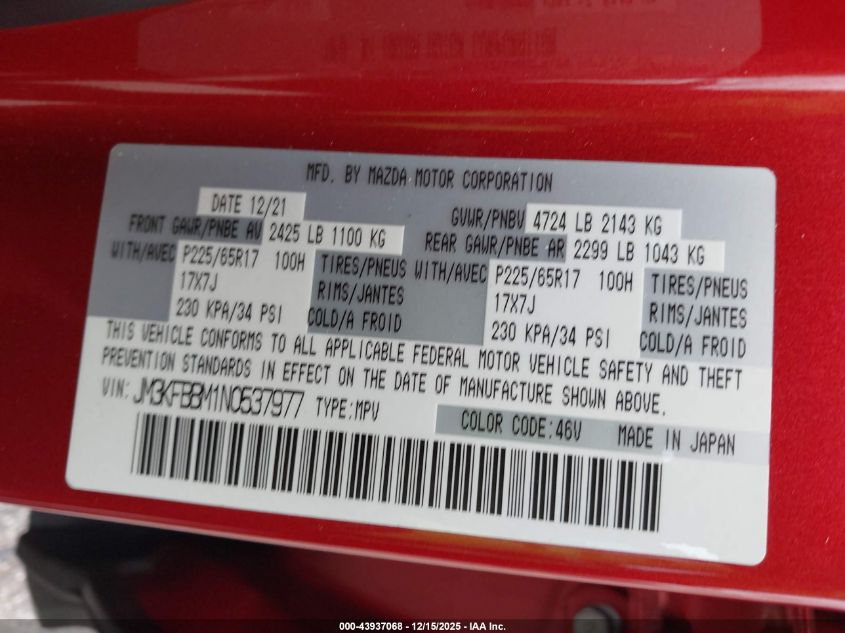 MFD. BY MAZDA MOTOR CORPORATION
DATE 12/21 GVWR/PNBV 4724 LB 2143 KG
FRONT GAWR/PNBE AV 2425 LB 1100 KG REAR GAWR/PNBE AR 2299 LB 1043 KG
WITH/AVEC P225/65R17 100H TIRES/PNEUS WITH/AVEC P225/65R17 100H TIRES/PNEUS
17X7J RIMS/JANTES 17X7J RIMS/JANTES
230 KPA/34 PSI COLD/A FROID 230 KPA/34 PSI COLD/A FROID
THIS VEHICLE CONFORMS TO ALL APPLICABLE FEDERAL MOTOR VEHICLE SAFETY AND THEFT
PREVENTION STANDARDS IN EFFECT ON THE DATE OF MANUFACTURE SHOWN ABOVE.
VIN: JM3KFBBM1N0537977 TYPE:MPV COLOR CODE:46V MADE IN JAPAN
000-43937068 - 12/15/2025 - IAA Inc.